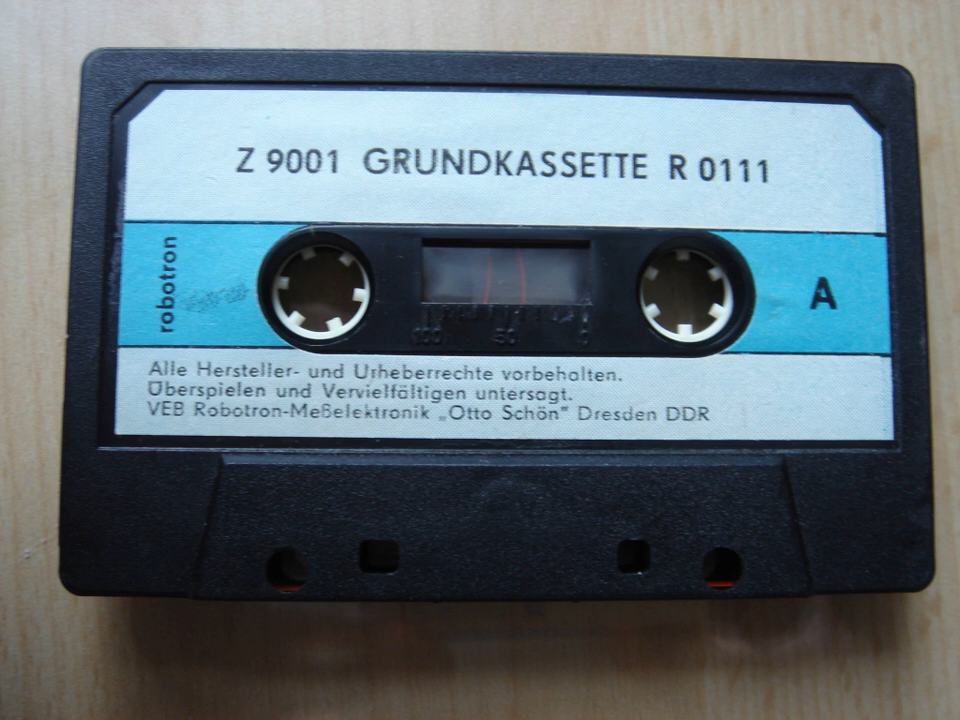 Z 9001 GRUNDKASSETTE R 0111
robotron
A
100 50 0
Alle Hersteller- und Urheberrechte vorbehalten.
Überspielen und Vervielfältigen untersagt.
VEB Robotron-Meßelektronik „Otto Schön" Dresden DDR